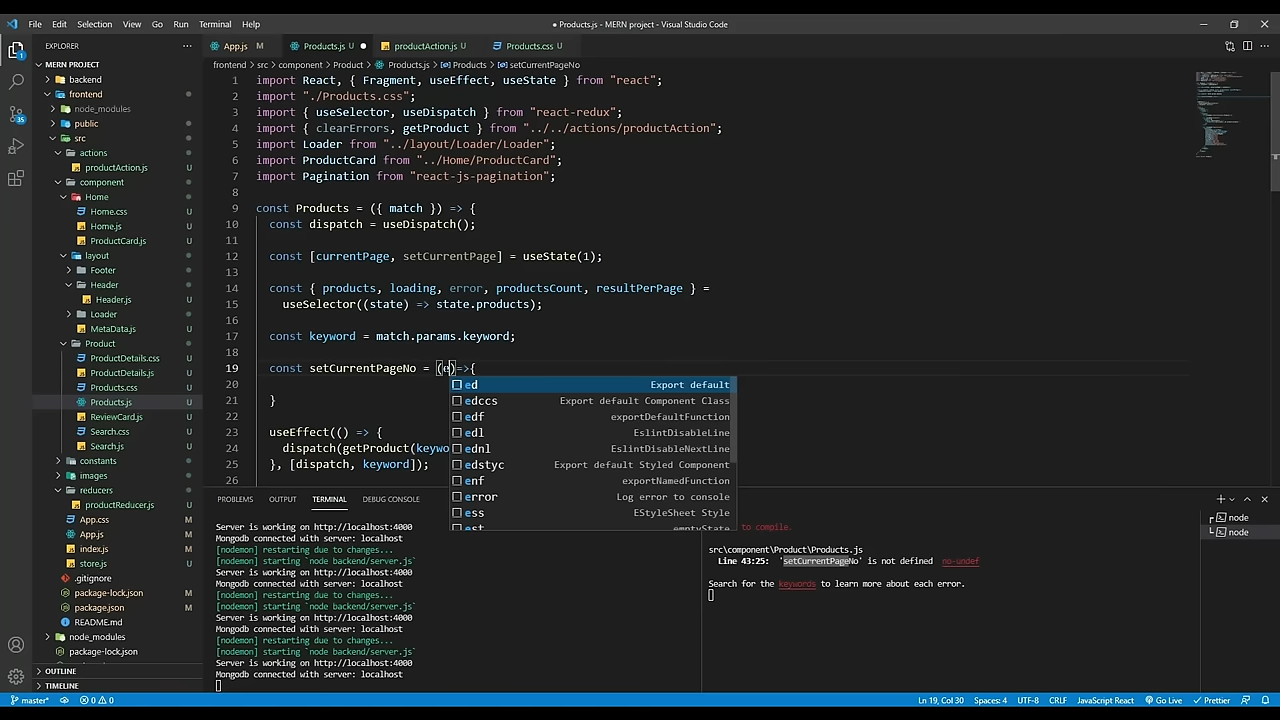 File Edit Selection View Go Run Terminal Help
● Products.js - MERN project - Visual Studio Code
EXPLORER
MERN PROJECT
backend
frontend
node_modules
public
src
actions
productAction.js U
component
Home
Home.css U
Home.js U
ProductCard.js U
layout
Footer
Header
Header.js U
Loader
MetaData.js U
Product
ProductDetails.css U
ProductDetails.js U
Products.css U
Products.js U
ReviewCard.js U
Search.css U
Search.js U
constants
images
reducers
productReducer.js U
App.css M
App.js M
index.js M
store.js M
.gitignore
package-lock.json M
package.json M
README.md
node_modules
package-lock.json
OUTLINE
TIMELINE
App.js M Products.js U ● productAction.js U Products.css U
frontend > src > component > Product > Products.js > Products > setCurrentPageNo
1 import React, { Fragment, useEffect, useState } from "react";
2 import "./Products.css";
3 import { useSelector, useDispatch } from "react-redux";
4 import { clearErrors, getProduct } from "../../actions/productAction";
5 import Loader from "../layout/Loader/Loader";
6 import ProductCard from "../Home/ProductCard";
7 import Pagination from "react-js-pagination";
8
9 const Products = ({ match }) => {
10 const dispatch = useDispatch();
11
12 const [currentPage, setCurrentPage] = useState(1);
13
14 const { products, loading, error, productsCount, resultPerPage } =
15 useSelector((state) => state.products);
16
17 const keyword = match.params.keyword;
18
19 const setCurrentPageNo = (e)=>{
20
21 }
22
23 useEffect(() => {
24 dispatch(getProduct(keywo
25 }, [dispatch, keyword]);
26
ed Export default
edccs Export default Component Class
edf exportDefaultFunction
edl EslintDisableLine
ednl EslintDisableNextLine
edstyc Export default Styled Component
enf exportNamedFunction
error Log error to console
ess EStyleSheet Style
est emptyState
PROBLEMS OUTPUT TERMINAL DEBUG CONSOLE
Server is working on http://localhost:4000
Mongodb connected with server: localhost
[nodemon] restarting due to changes...
[nodemon] starting `node backend/server.js`
Server is working on http://localhost:4000
Mongodb connected with server: localhost
[nodemon] restarting due to changes...
[nodemon] starting `node backend/server.js`
Server is working on http://localhost:4000
Mongodb connected with server: localhost
[nodemon] restarting due to changes...
[nodemon] starting `node backend/server.js`
Server is working on http://localhost:4000
Mongodb connected with server: localhost
to compile.
src\component\Product\Products.js
Line 43:25: 'setCurrentPageNo' is not defined no-undef
Search for the keywords to learn more about each error.
node
node
master* 0 0 Ln 19, Col 30 Spaces: 4 UTF-8 CRLF JavaScript React Go Live Prettier